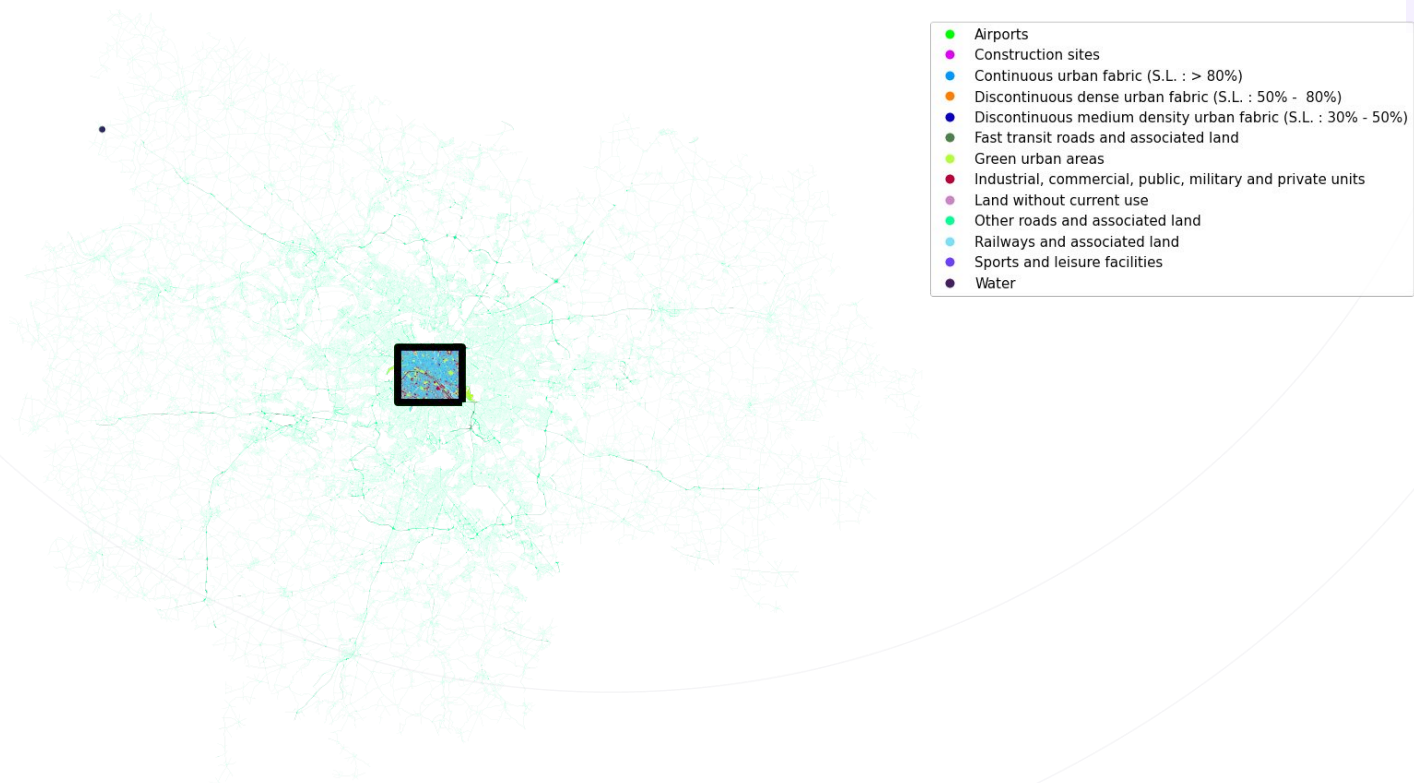 Airports
Construction sites
Continuous urban fabric (S.L. : > 80%)
Discontinuous dense urban fabric (S.L. : 50% -  80%)
Discontinuous medium density urban fabric (S.L. : 30% - 50%)
Fast transit roads and associated land
Green urban areas
Industrial, commercial, public, military and private units
Land without current use
Other roads and associated land
Railways and associated land
Sports and leisure facilities
Water